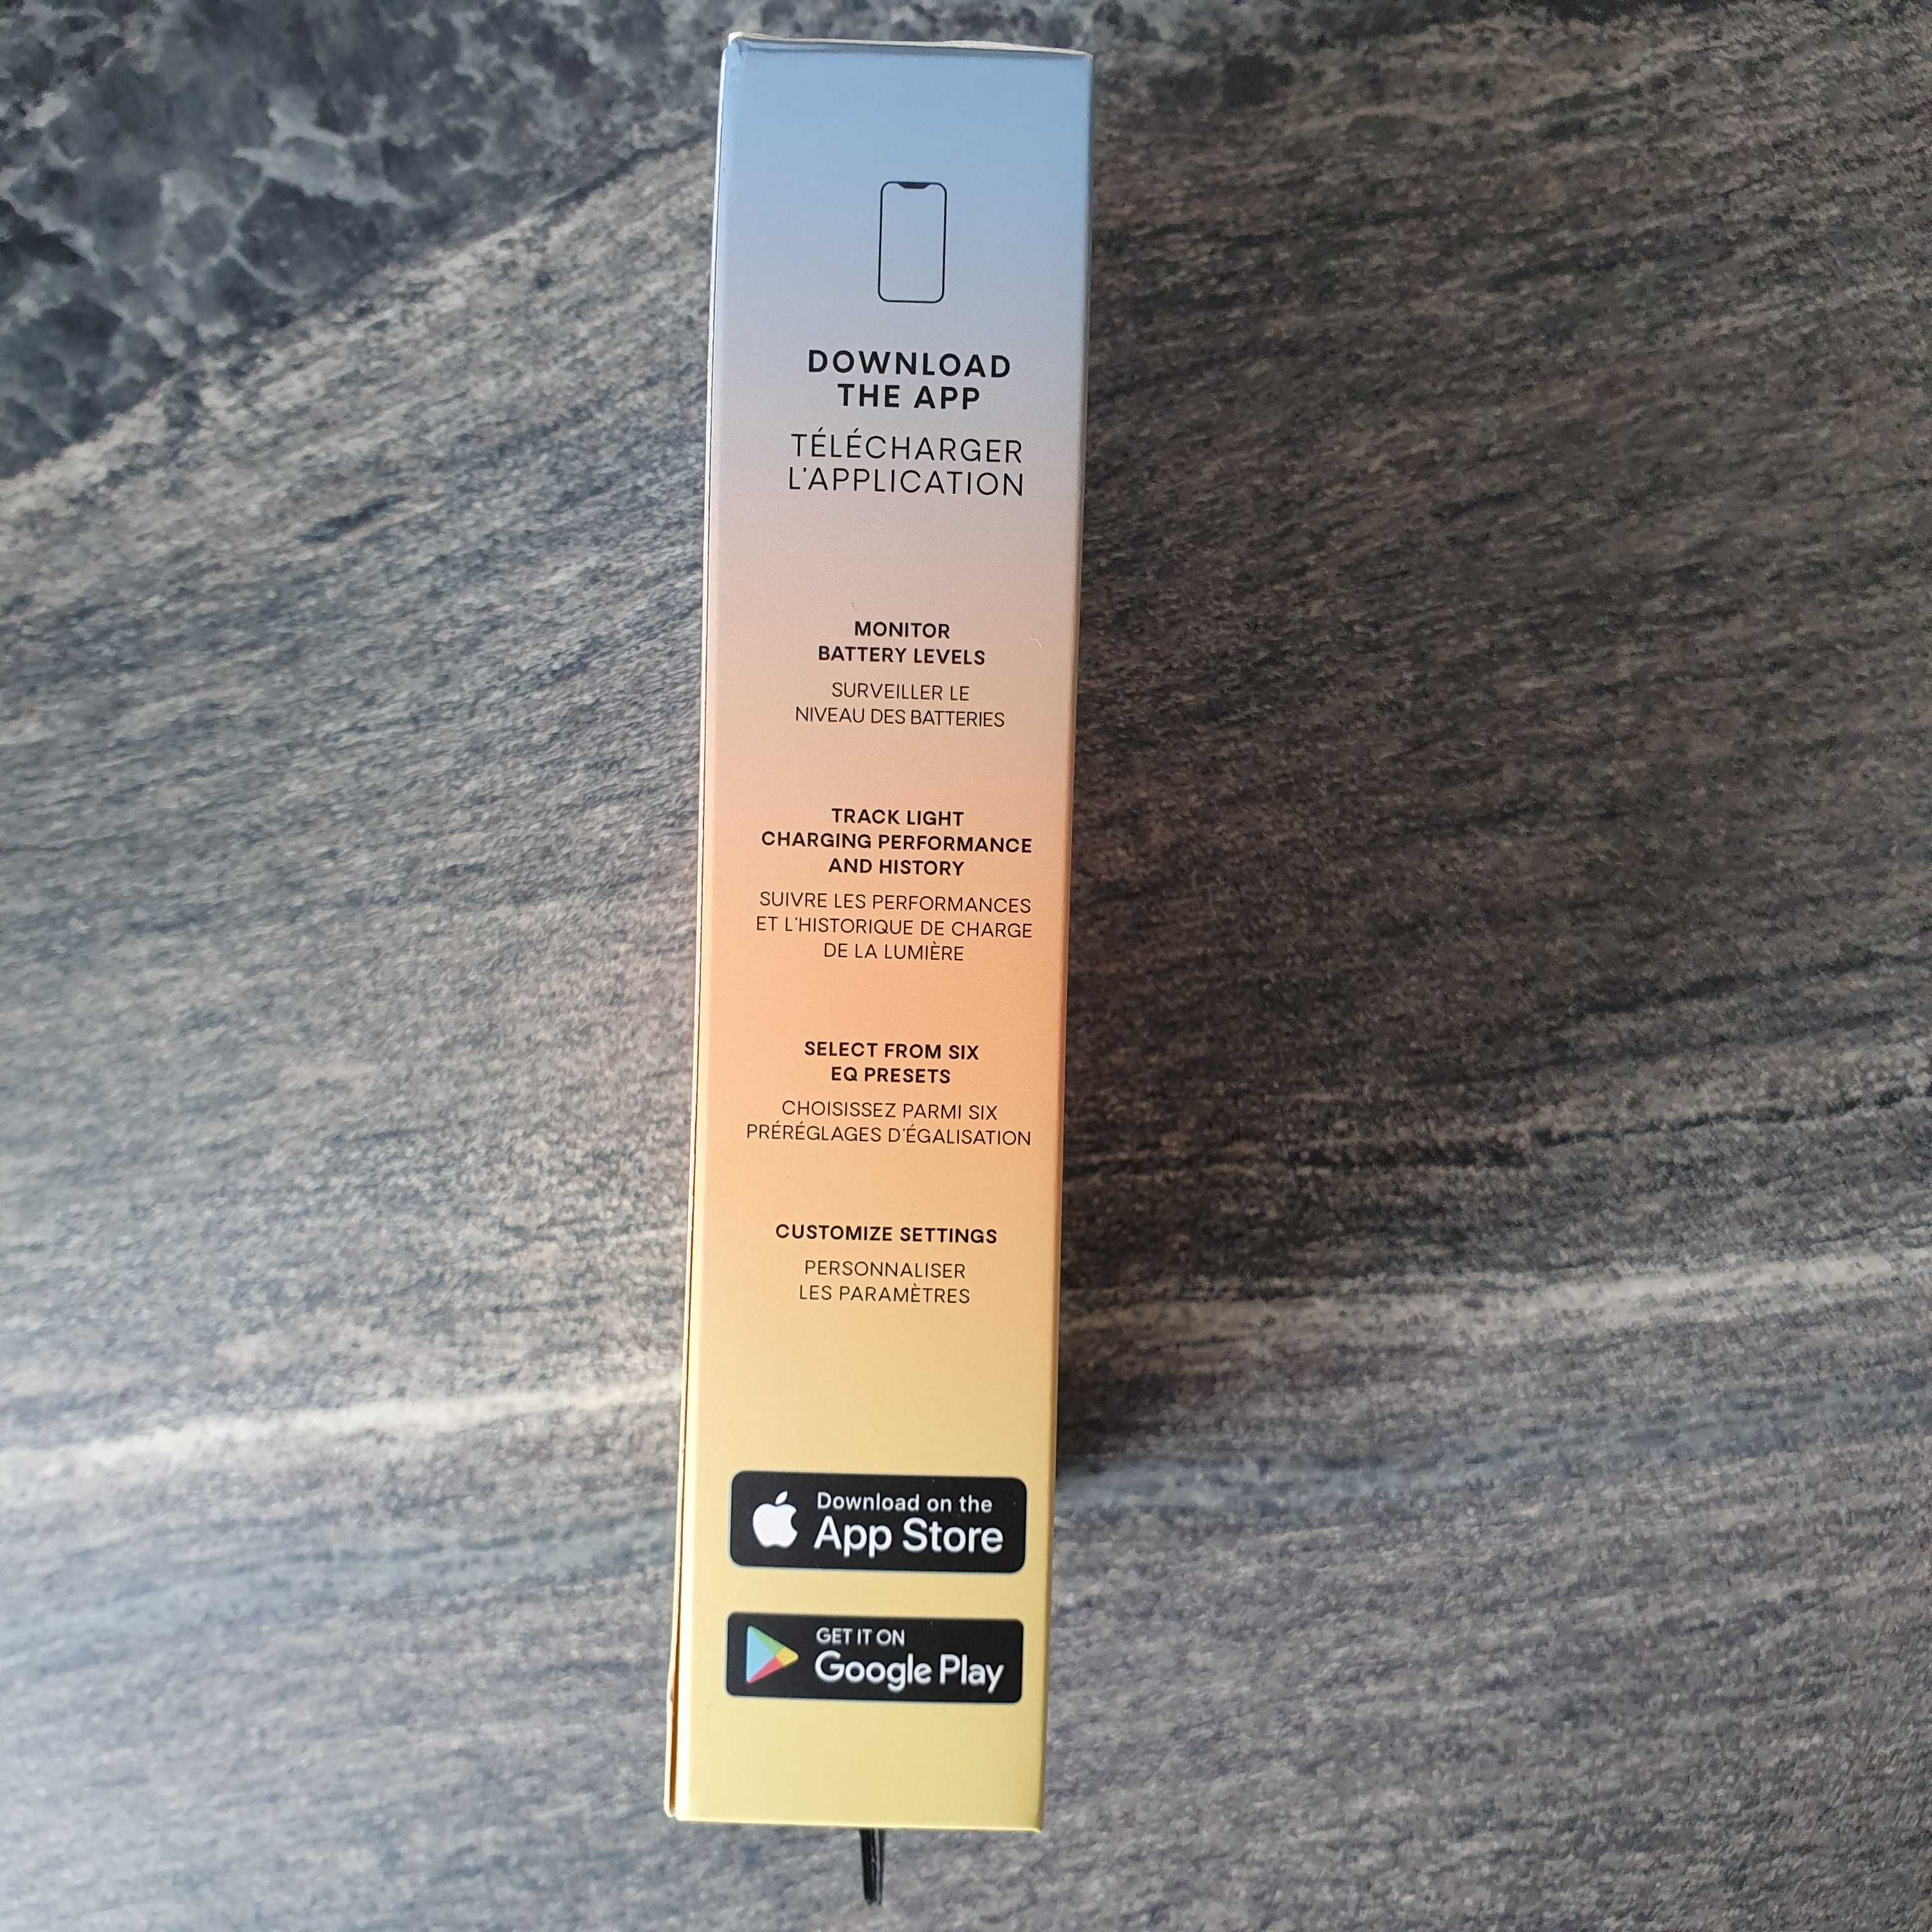 DOWNLOAD
THE APP
TÉLÉCHARGER
L'APPLICATION
MONITOR
BATTERY LEVELS
SURVEILLER LE
NIVEAU DES BATTERIES
TRACK LIGHT
CHARGING PERFORMANCE
AND HISTORY
SUIVRE LES PERFORMANCES
ET L'HISTORIQUE DE CHARGE
DE LA LUMIÈRE
SELECT FROM SIX
EQ PRESETS
CHOISISSEZ PARMI SIX
PRÉRÉGLAGES D'ÉGALISATION
CUSTOMIZE SETTINGS
PERSONNALISER
LES PARAMÈTRES
Download on the
App Store
GET IT ON
Google Play